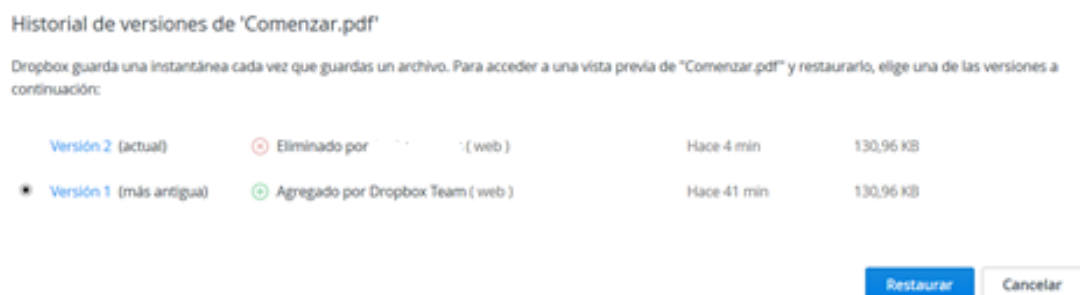 Historial de versiones de 'Comenzar.pdf'
Dropbox guarda una instantánea cada vez que guardas un archivo. Para acceder a una vista previa de "Comenzar.pdf" y restaurarlo, elige una de las versiones a
continuación:
Versión 2 (actual) Eliminado por ( web ) Hace 4 min 130,96 KB
Versión 1 (más antigua) Agregado por Dropbox Team ( web ) Hace 41 min 130,96 KB
Restaurar Cancelar